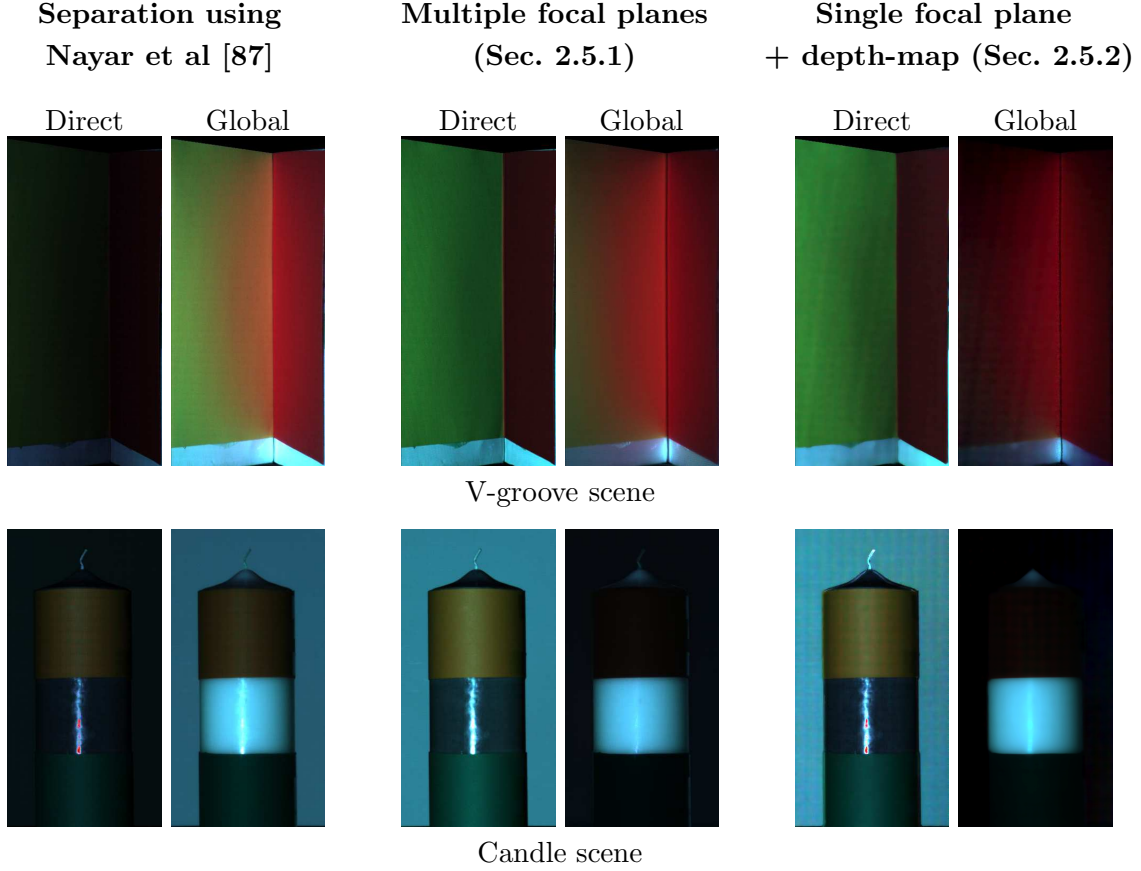 Separation using
Nayar et al [87]
Multiple focal planes
(Sec. 2.5.1)
Single focal plane
+ depth-map (Sec. 2.5.2)
Direct
Global
Direct
Global
Direct
Global
V-groove scene
Candle scene